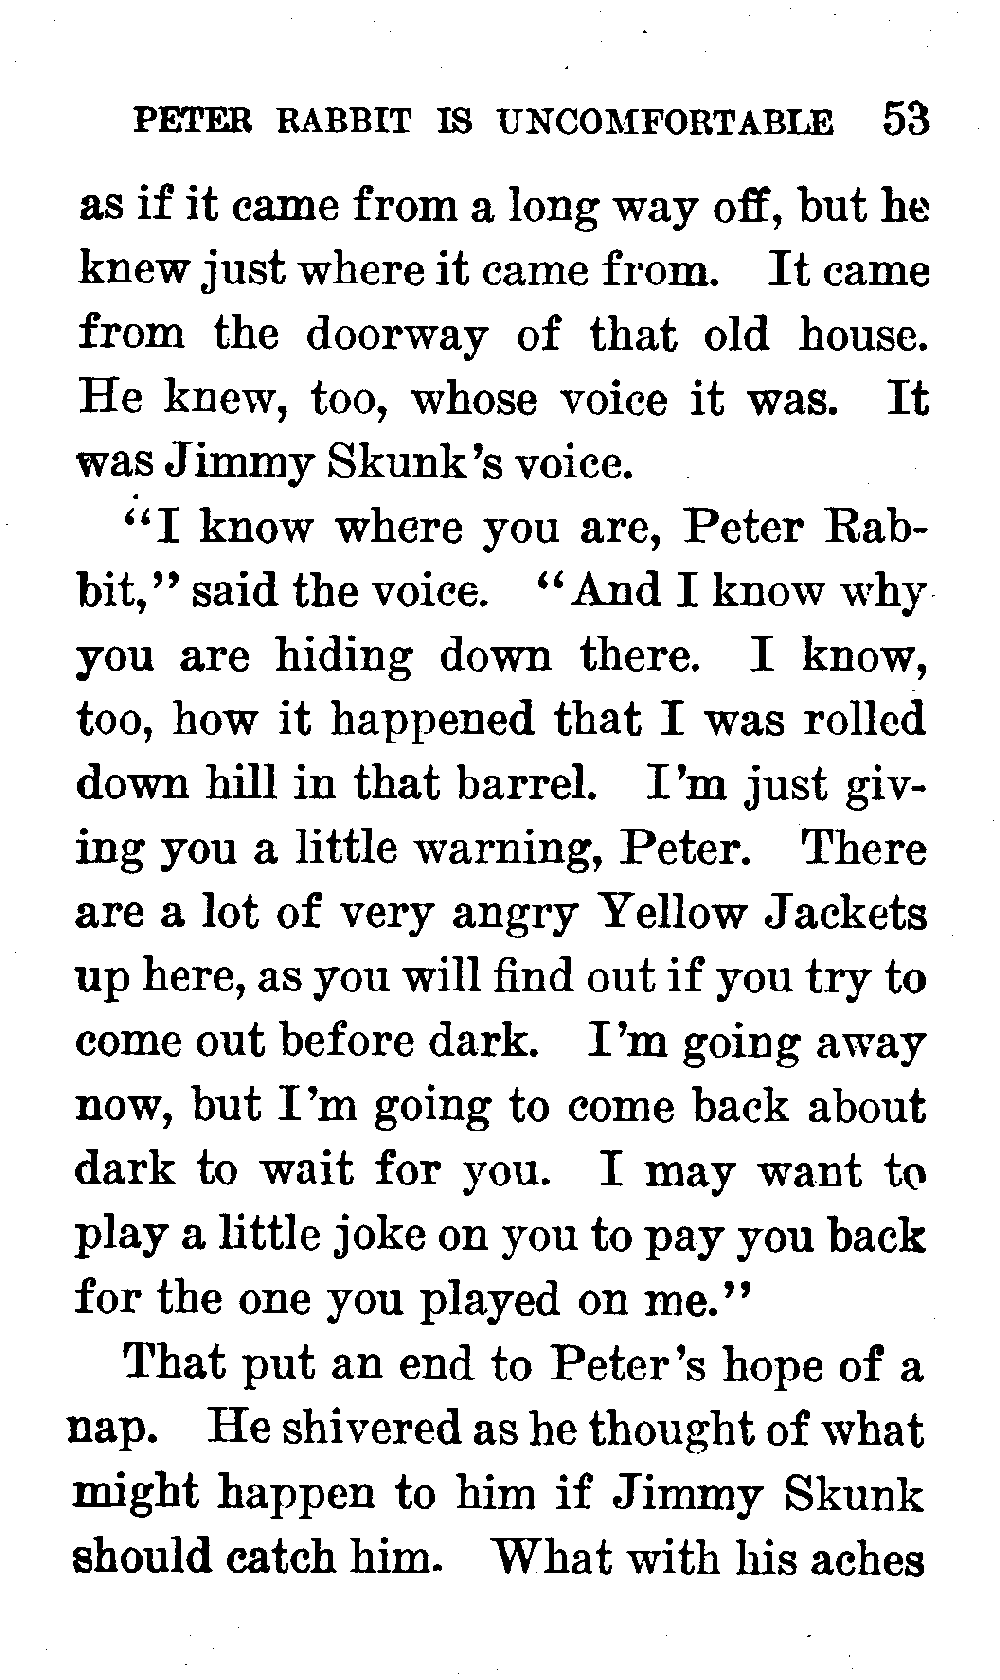 PETER RABBIT IS UNCOMFORTABLE 53
as if it came from a long way off, but he
knew just where it came from. It came
from the doorway of that old house.
He knew, too, whose voice it was. It
was Jimmy Skunk's voice.
"I know where you are, Peter Rab-
bit," said the voice. "And I know why
you are hiding down there. I know,
too, how it happened that I was rolled
down hill in that barrel. I'm just giv-
ing you a little warning, Peter. There
are a lot of very angry Yellow Jackets
up here, as you will find out if you try to
come out before dark. I'm going away
now, but I'm going to come back about
dark to wait for you. I may want to
play a little joke on you to pay you back
for the one you played on me."
That put an end to Peter's hope of a
nap. He shivered as he thought of what
might happen to him if Jimmy Skunk
should catch him. What with his aches